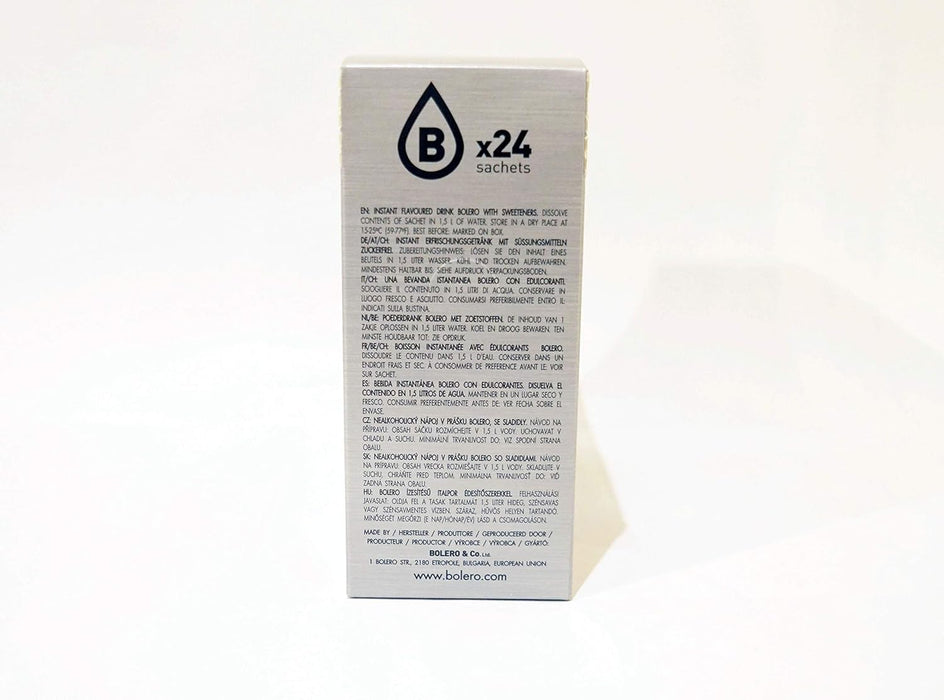 B
x24
sachets
EN: INSTANT FLAVOURED DRINK BOLERO WITH SWEETENERS. DISSOLVE
CONTENTS OF SACHET IN 1,5 L OF WATER. STORE IN A DRY PLACE AT
15-25ºC (59-77ºF). BEST BEFORE: MARKED ON BOX.
DE/AT/CH: INSTANT ERFRISCHUNGSGETRÄNK MIT SÜSSUNGSMITTELN
ZUCKERFREI. ZUBEREITUNGSHINWEIS: LÖSEN SIE DEN INHALT EINES
BEUTELS IN 1,5 LITER WASSER. KÜHL UND TROCKEN AUFBEWAHREN.
MINDESTENS HALTBAR BIS: SIEHE AUFDRUCK VERPACKUNGSBODEN.
IT/CH: UNA BEVANDA ISTANTANEA BOLERO CON EDULCORANTI.
SCIOGLIERE IL CONTENUTO IN 1,5 LITRI DI ACQUA. CONSERVARE IN
LUOGO FRESCO E ASCIUTTO. CONSUMARSI PREFERIBILMENTE ENTRO IL:
INDICATI SULLA BUSTINA.
NL/BE: POEDERDRANK BOLERO MET ZOETSTOFFEN. DE INHOUD VAN 1
ZAKJE OPLOSSEN IN 1,5 LITER WATER. KOEL EN DROOG BEWAREN. TEN
MINSTE HOUDBAAR TOT: ZIE OPDRUK.
FR/BE/CH: BOISSON INSTANTANÉE AVEC ÉDULCORANTS BOLERO.
DISSOUDRE LE CONTENU DANS 1,5 L D'EAU. CONSERVER DANS UN
ENDROIT FRAIS ET SEC. À CONSOMMER DE PREFERENCE AVANT LE: VOIR
SUR SACHET.
ES: BEBIDA INSTANTÁNEA BOLERO CON EDULCORANTES. DISUELVA EL
CONTENIDO EN 1,5 LITROS DE AGUA. MANTENER EN UN LUGAR SECO Y
FRESCO. CONSUMIR PREFERENTEMENTE ANTES DE: VER FECHA SOBRE EL
ENVASE.
CZ: NEALKOHOLICKÝ NÁPOJ V PRÁŠKU BOLERO, SE SLADIDLY. NÁVOD NA
PŘÍPRAVU: OBSAH SÁČKU ROZMÍCHEJTE V 1,5 L VODY. UCHOVAVAT V
CHLADU A SUCHU. MINIMÁLNÍ TRVANLIVOST DO: VIZ SPODNÍ STRANA
OBALU.
SK: NEALKOHOLICKÝ NÁPOJ V PRÁŠKU BOLERO SO SLADIDLAMI. NÁVOD
NA PRÍPRAVU: OBSAH VRECKA ROZMIEŠAJTE V 1,5 L VODY. SKLADUJTE V
SUCHU, CHRÁŇTE PRED TEPLOM. MINIMÁLNA TRVANLIVOSŤ DO: VIĎ
ZADNÁ STRANA OBALU.
HU: BOLERO ÍZESÍTÉSŰ ITALPOR ÉDESÍTŐSZEREKKEL. FELHASZNÁLÁSI
JAVASLAT: OLDJA FEL A TASAK TARTALMÁT 1,5 LITER HIDEG, SZÉNSAVAS
VAGY SZÉNSAVMENTES VÍZBEN. SZÁRAZ, HŰVÖS HELYEN TARTANDÓ.
MINŐSÉGÉT MEGŐRZI (E NAP/HÓNAP/ÉV) LÁSD A CSOMAGOLÁSON.
MADE BY / HERSTELLER / PRODUTTORE / GEPRODUCEERD DOOR /
PRODUCTEUR / PRODUCTOR / VÝROBCE / VÝROBCA / GYÁRTÓ:
BOLERO & Co. Ltd.
1 BOLERO STR., 2180 ETROPOLE, BULGARIA, EUROPEAN UNION
www.bolero.com